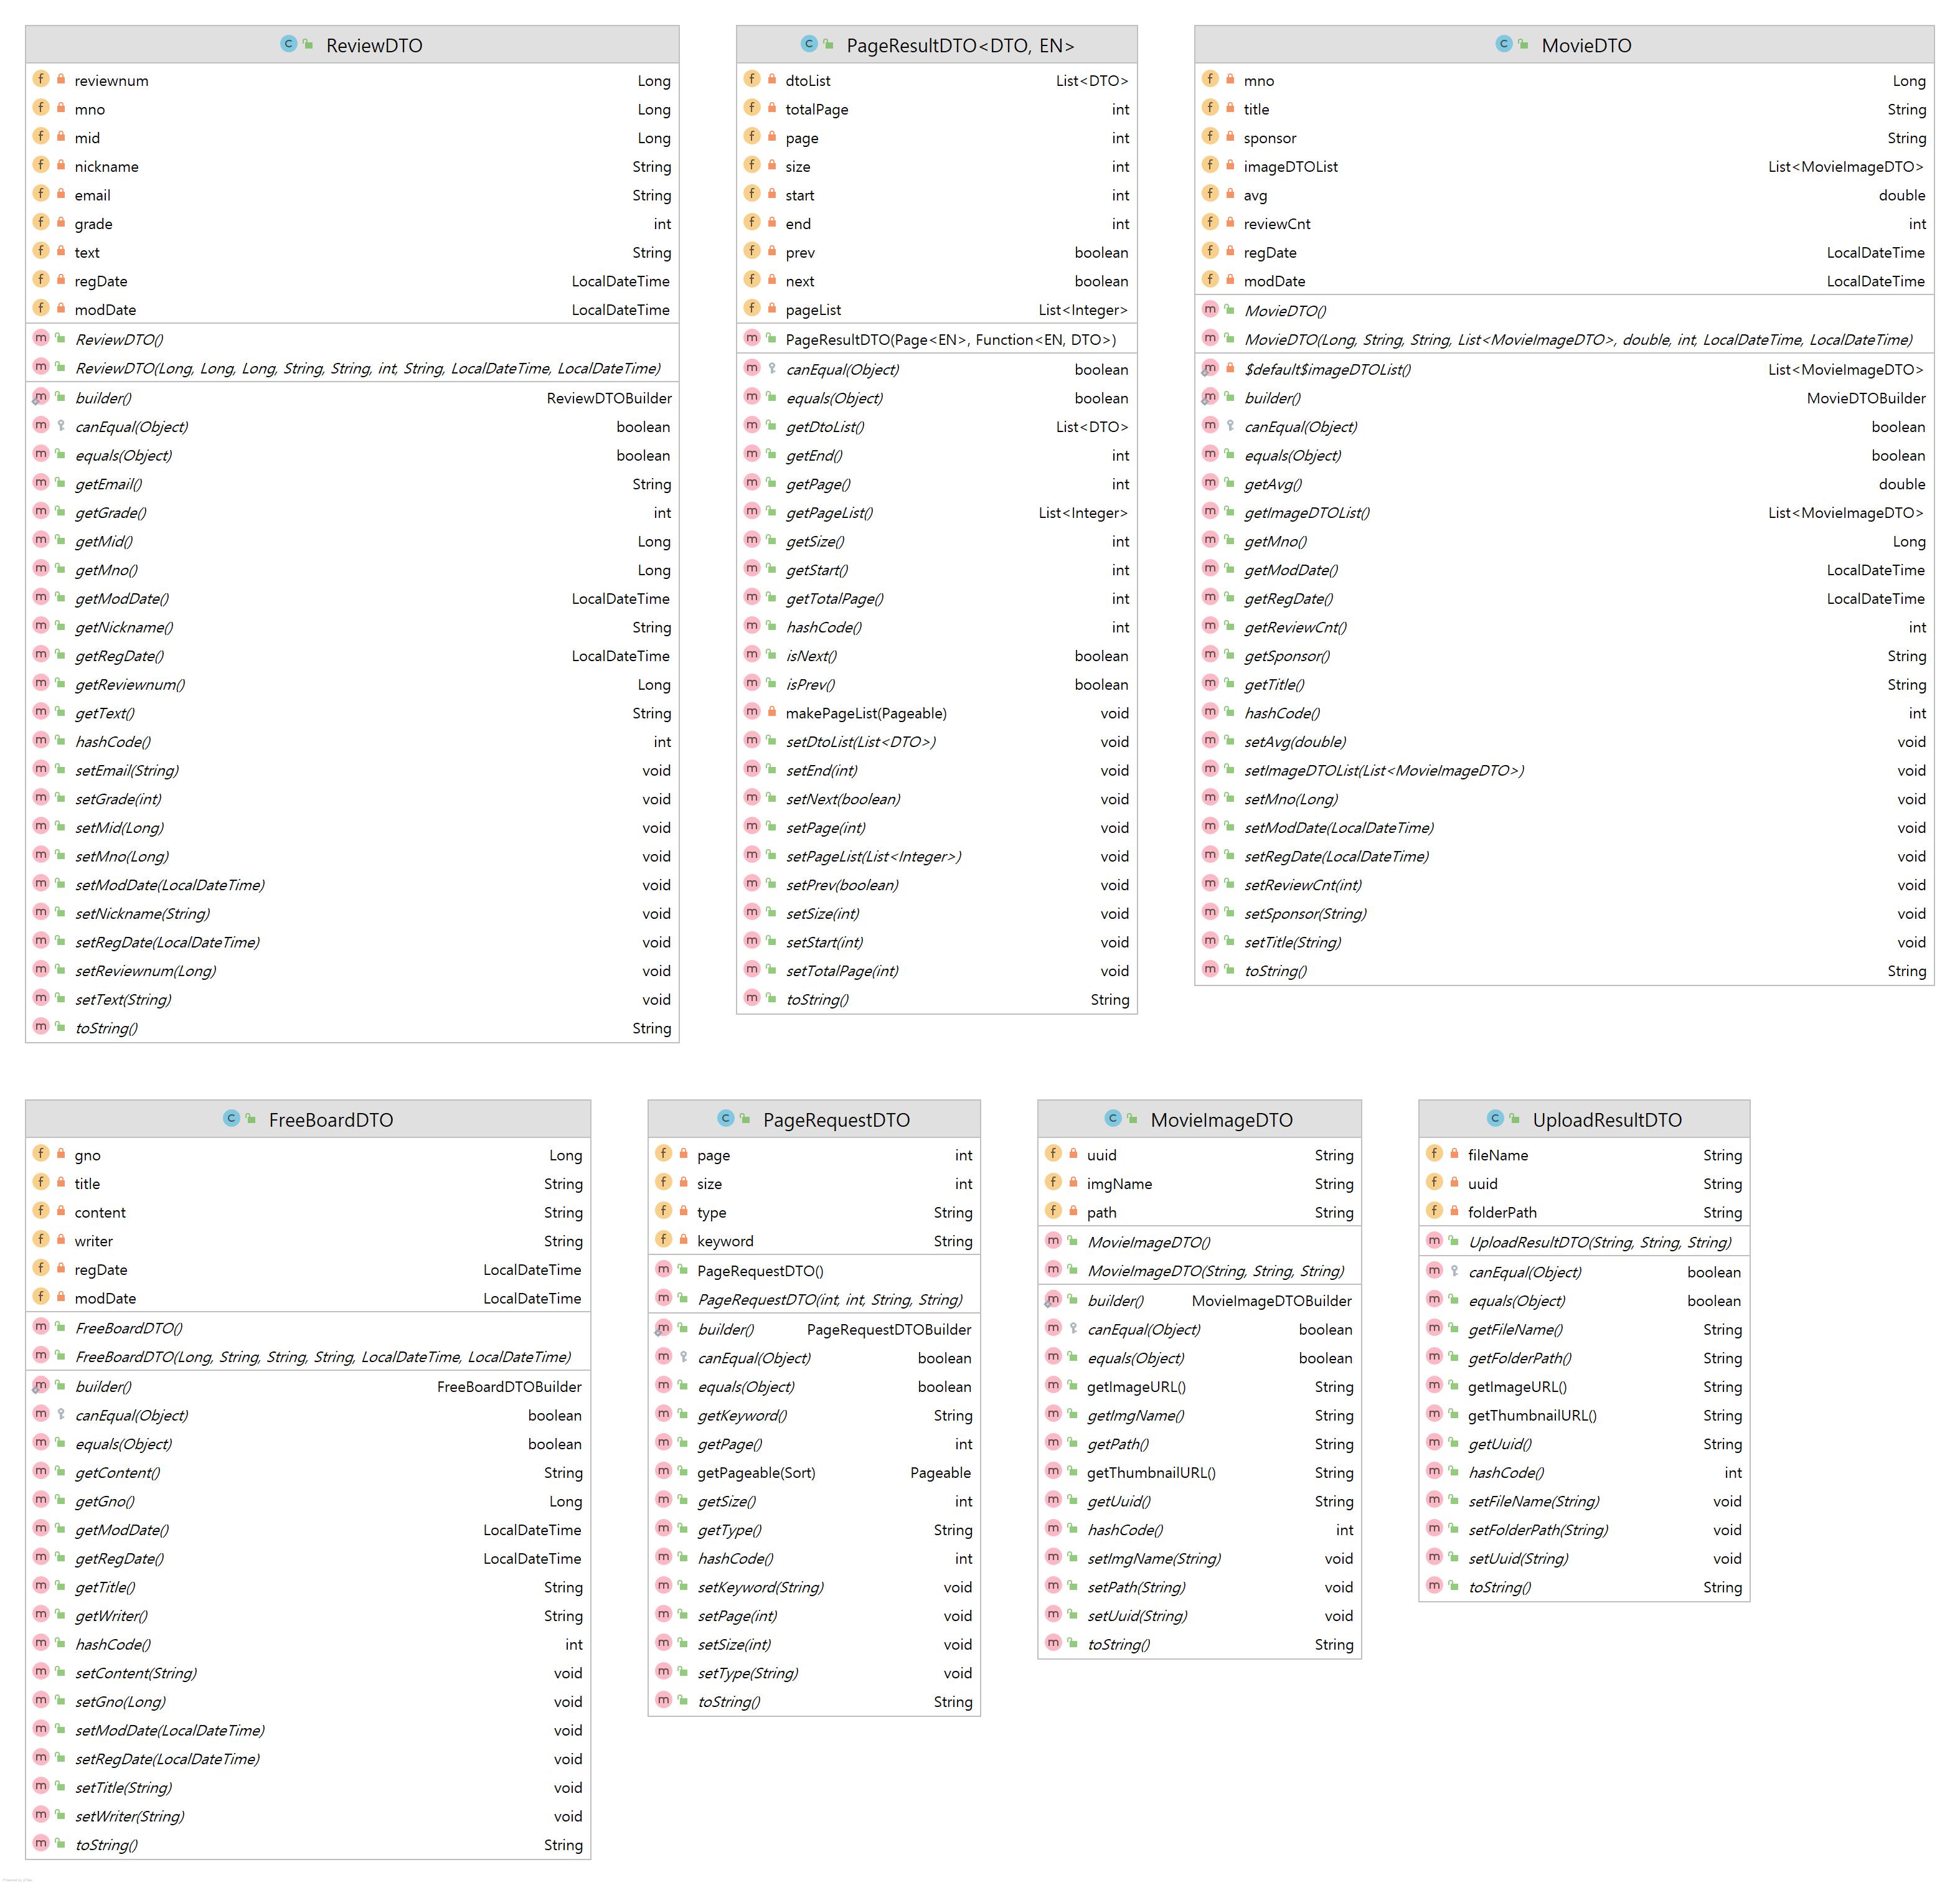 ReviewDTO
reviewnum Long
mno Long
mid Long
nickname String
email String
grade int
text String
regDate LocalDateTime
modDate LocalDateTime
ReviewDTO()
ReviewDTO(Long, Long, Long, String, String, int, String, LocalDateTime, LocalDateTime)
builder() ReviewDTOBuilder
canEqual(Object) boolean
equals(Object) boolean
getEmail() String
getGrade() int
getMid() Long
getMno() Long
getModDate() LocalDateTime
getNickname() String
getRegDate() LocalDateTime
getReviewnum() Long
getText() String
hashCode() int
setEmail(String) void
setGrade(int) void
setMid(Long) void
setMno(Long) void
setModDate(LocalDateTime) void
setNickname(String) void
setRegDate(LocalDateTime) void
setReviewnum(Long) void
setText(String) void
toString() String
PageResultDTO<DTO, EN>
dtoList List<DTO>
totalPage int
page int
size int
start int
end int
prev boolean
next boolean
pageList List<Integer>
PageResultDTO(Page<EN>, Function<EN, DTO>)
canEqual(Object) boolean
equals(Object) boolean
getDtoList() List<DTO>
getEnd() int
getPage() int
getPageList() List<Integer>
getSize() int
getStart() int
getTotalPage() int
hashCode() int
isNext() boolean
isPrev() boolean
makePageList(Pageable) void
setDtoList(List<DTO>) void
setEnd(int) void
setNext(boolean) void
setPage(int) void
setPageList(List<Integer>) void
setPrev(boolean) void
setSize(int) void
setStart(int) void
setTotalPage(int) void
toString() String
MovieDTO
mno Long
title String
sponsor String
imageDTOList List<MovieImageDTO>
avg double
reviewCnt int
regDate LocalDateTime
modDate LocalDateTime
MovieDTO()
MovieDTO(Long, String, String, List<MovieImageDTO>, double, int, LocalDateTime, LocalDateTime)
$default$imageDTOList() List<MovieImageDTO>
builder() MovieDTOBuilder
canEqual(Object) boolean
equals(Object) boolean
getAvg() double
getImageDTOList() List<MovieImageDTO>
getMno() Long
getModDate() LocalDateTime
getRegDate() LocalDateTime
getReviewCnt() int
getSponsor() String
getTitle() String
hashCode() int
setAvg(double) void
setImageDTOList(List<MovieImageDTO>) void
setMno(Long) void
setModDate(LocalDateTime) void
setRegDate(LocalDateTime) void
setReviewCnt(int) void
setSponsor(String) void
setTitle(String) void
toString() String
FreeBoardDTO
gno Long
title String
content String
writer String
regDate LocalDateTime
modDate LocalDateTime
FreeBoardDTO()
FreeBoardDTO(Long, String, String, String, LocalDateTime, LocalDateTime)
builder() FreeBoardDTOBuilder
canEqual(Object) boolean
equals(Object) boolean
getContent() String
getGno() Long
getModDate() LocalDateTime
getRegDate() LocalDateTime
getTitle() String
getWriter() String
hashCode() int
setContent(String) void
setGno(Long) void
setModDate(LocalDateTime) void
setRegDate(LocalDateTime) void
setTitle(String) void
setWriter(String) void
toString() String
PageRequestDTO
page int
size int
type String
keyword String
PageRequestDTO()
PageRequestDTO(int, int, String, String)
builder() PageRequestDTOBuilder
canEqual(Object) boolean
equals(Object) boolean
getKeyword() String
getPage() int
getPageable(Sort) Pageable
getSize() int
getType() String
hashCode() int
setKeyword(String) void
setPage(int) void
setSize(int) void
setType(String) void
toString() String
MovieImageDTO
uuid String
imgName String
path String
MovieImageDTO()
MovieImageDTO(String, String, String)
builder() MovieImageDTOBuilder
canEqual(Object) boolean
equals(Object) boolean
getImageURL() String
getImgName() String
getPath() String
getThumbnailURL() String
getUuid() String
hashCode() int
setImgName(String) void
setPath(String) void
setUuid(String) void
toString() String
UploadResultDTO
fileName String
uuid String
folderPath String
UploadResultDTO(String, String, String)
canEqual(Object) boolean
equals(Object) boolean
getFileName() String
getFolderPath() String
getImageURL() String
getThumbnailURL() String
getUuid() String
hashCode() int
setFileName(String) void
setFolderPath(String) void
setUuid(String) void
toString() String